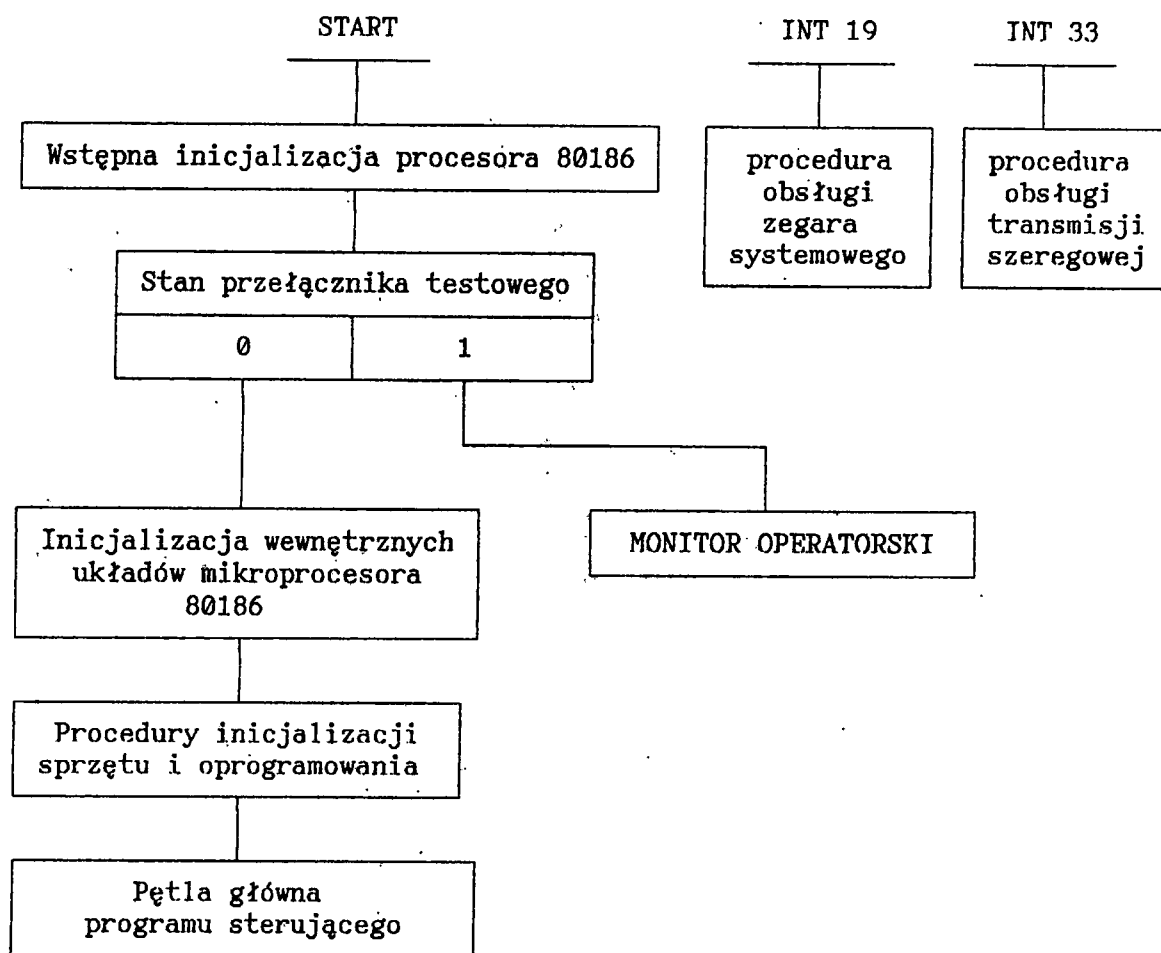 START
INT 19
INT 33
Wstępna inicjalizacja procesora 80186
procedura
obsługi
zegara
systemowego
procedura
obsługi
transmisji
szeregowej
Stan przełącznika testowego
0
1
Inicjalizacja wewnętrznych
układów mikroprocesora
80186
MONITOR OPERATORSKI
Procedury inicjalizacji
sprzętu i oprogramowania
Pętla główna
programu sterującego